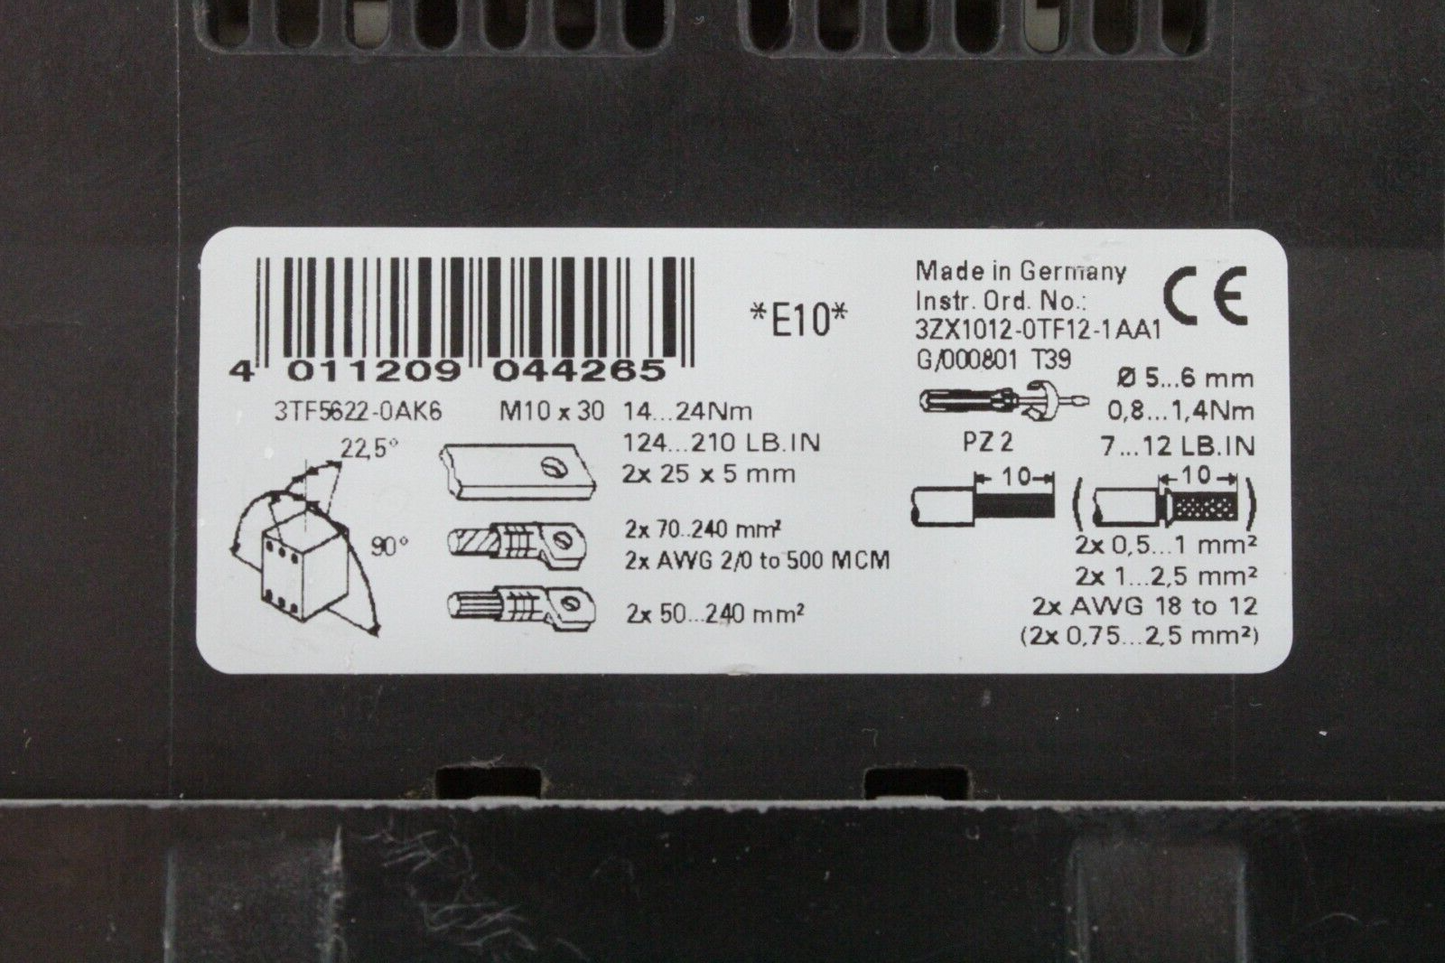 4 011209 044265
*E10*
3TF5622-0AK6
M10 x 30 14...24Nm
124...210 LB.IN
2x 25 x 5 mm
22,5°
90°
2x 70..240 mm²
2x AWG 2/0 to 500 MCM
2x 50...240 mm²
Made in Germany
Instr. Ord. No.:
3ZX1012-0TF12-1AA1
G/000801 T39
CE
Ø 5...6 mm
0,8...1,4Nm
PZ 2
7...12 LB.IN
10
( 10 )
2x 0,5...1 mm²
2x 1...2,5 mm²
2x AWG 18 to 12
(2x 0,75...2,5 mm²)